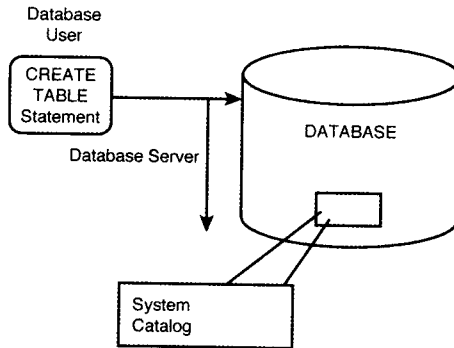 Database
User
CREATE
TABLE
Statement
Database Server
DATABASE
System
Catalog